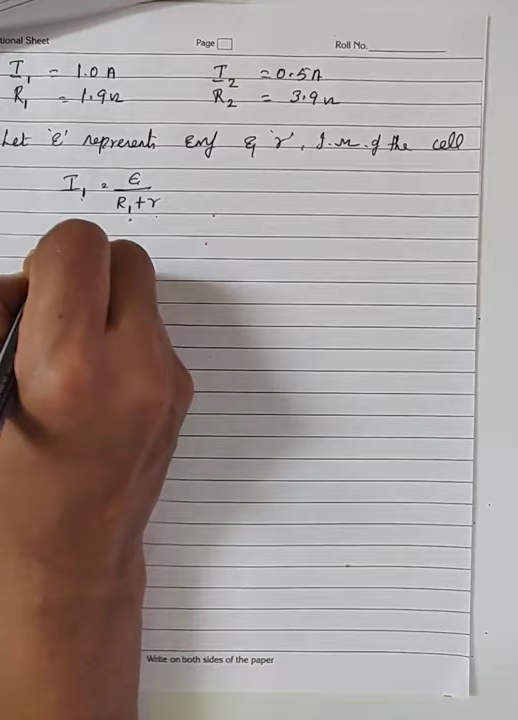 tional Sheet Page Roll No.
I₁ = 1.0 A I₂ = 0.5A
R₁ = 1.9Ω R₂ = 3.9Ω
Let 'ε' represents Emf & 'r', I.r. of the cell
I₁ = ε / R₁+r
Write on both sides of the paper